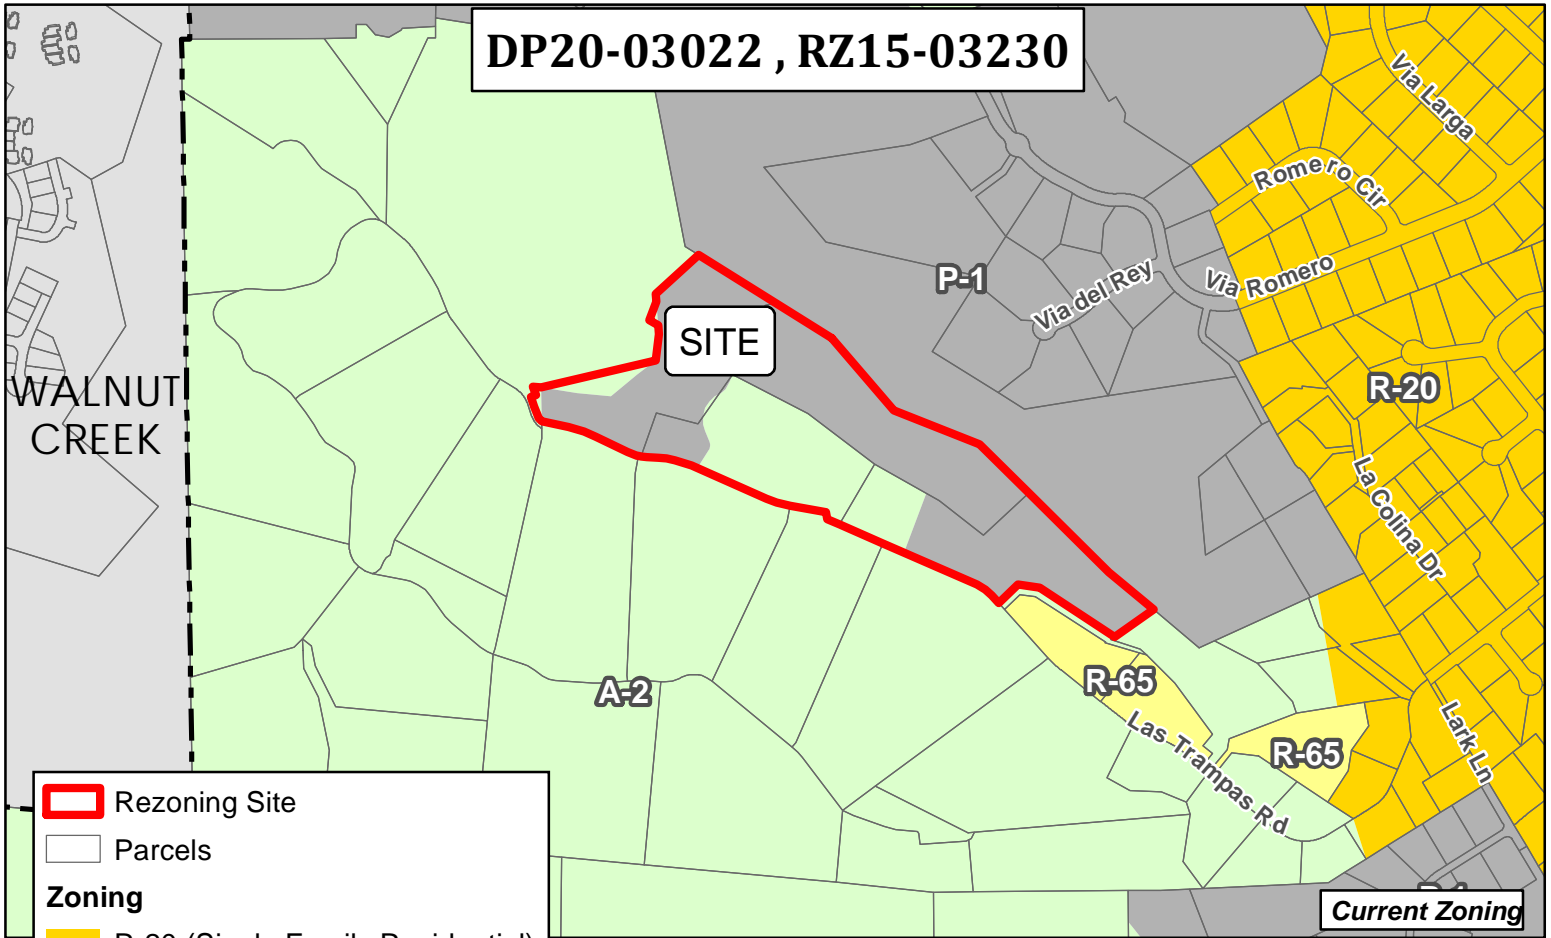 DP20-03022 , RZ15-03230
Via Larga
Romero Cir
P-1
Via del Rey
Via Romero
SITE
WALNUT
CREEK
R-20
La Colina Dr
A-2
R-65
Las Trampas Rd
R-65
Lark Ln
Rezoning Site
Parcels
Zoning
Current Zoning